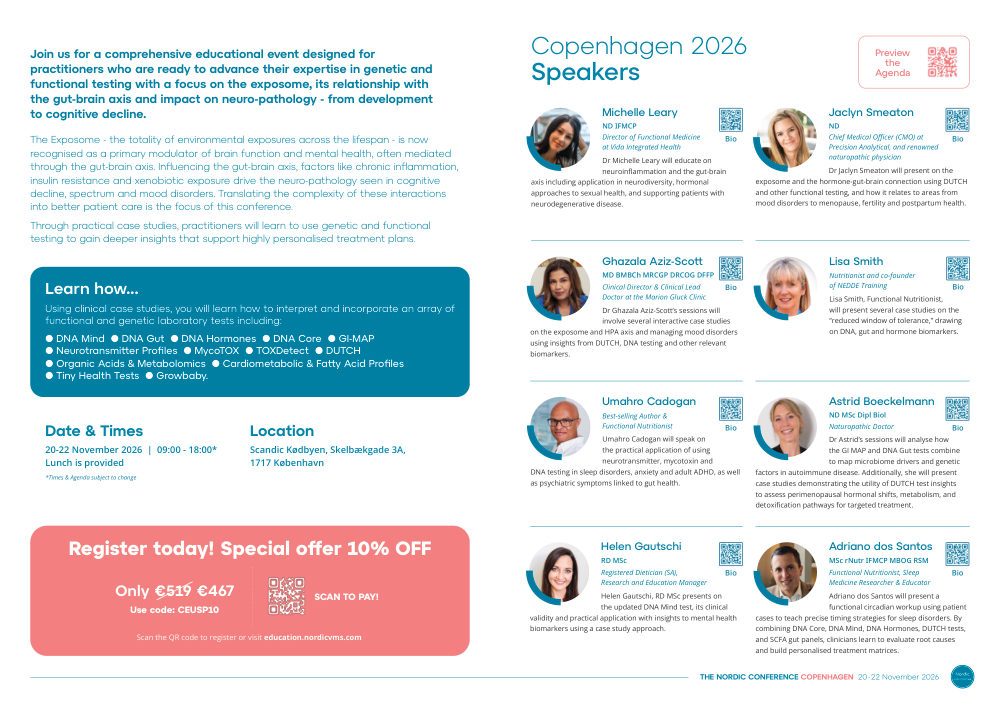 Join us for a comprehensive educational event designed for
practitioners who are ready to advance their expertise in genetic and
functional testing with a focus on the exposome, its relationship with
the gut-brain axis and impact on neuro-pathology - from development
to cognitive decline.
The Exposome - the totality of environmental exposures across the lifespan - is now
recognised as a primary modulator of brain function and mental health, often mediated
through the gut-brain axis. Influencing the gut-brain axis, factors like chronic inflammation,
insulin resistance and xenobiotic exposure drive the neuro-pathology seen in cognitive
decline, spectrum and mood disorders. Translating the complexity of these interactions
into better patient care is the focus of this conference.
Through practical case studies, practitioners will learn to use genetic and functional
testing to gain deeper insights that support highly personalised treatment plans.
Learn how...
Using clinical case studies, you will learn how to interpret and incorporate an array of
functional and genetic laboratory tests including:
● DNA Mind ● DNA Gut ● DNA Hormones ● DNA Core ● GI-MAP
● Neurotransmitter Profiles ● MycoTOX ● TOXDetect ● DUTCH
● Organic Acids & Metabolomics ● Cardiometabolic & Fatty Acid Profiles
● Tiny Health Tests ● Growbaby.
Date & Times
20-22 November 2026 | 09:00 - 18:00*
Lunch is provided
*Times & Agenda subject to change
Location
Scandic Kødbyen, Skelbækgade 3A,
1717 København
Register today! Special offer 10% OFF
Only €519 €467
Use code: CEUSP10
SCAN TO PAY!
Scan the QR code to register or visit education.nordicvms.com
Copenhagen 2026
Speakers
Preview
the
Agenda
Michelle Leary
ND IFMCP
Director of Functional Medicine
at Vida Integrated Health
Bio
Dr Michelle Leary will educate on
neuroinflammation and the gut-brain
axis including application in neurodiversity, hormonal
approaches to sexual health, and supporting patients with
neurodegenerative disease.
Jaclyn Smeaton
ND
Chief Medical Officer (CMO) at
Precision Analytical, and renowned
naturopathic physician
Bio
Dr Jaclyn Smeaton will present on the
exposome and the hormone-gut-brain connection using DUTCH
and other functional testing, and how it relates to areas from
mood disorders to menopause, fertility and postpartum health.
Ghazala Aziz-Scott
MD BMBCh MRCGP DRCOG DFFP
Clinical Director & Clinical Lead
Doctor at the Marion Gluck Clinic
Bio
Dr Ghazala Aziz-Scott's sessions will
involve several interactive case studies
on the exposome and HPA axis and managing mood disorders
using insights from DUTCH, DNA testing and other relevant
biomarkers.
Lisa Smith
Nutritionist and co-founder
of NEDDE Training
Bio
Lisa Smith, Functional Nutritionist,
will present several case studies on the
"reduced window of tolerance," drawing
on DNA, gut and hormone biomarkers.
Umahro Cadogan
Best-selling Author &
Functional Nutritionist
Bio
Umahro Cadogan will speak on
the practical application of using
neurotransmitter, mycotoxin and
DNA testing in sleep disorders, anxiety and adult ADHD, as well
as psychiatric symptoms linked to gut health.
Astrid Boeckelmann
ND MSc Dipl Biol
Naturopathic Doctor
Bio
Dr Astrid's sessions will analyse how
the GI MAP and DNA Gut tests combine
to map microbiome drivers and genetic
factors in autoimmune disease. Additionally, she will present
case studies demonstrating the utility of DUTCH test insights
to assess perimenopausal hormonal shifts, metabolism, and
detoxification pathways for targeted treatment.
Helen Gautschi
RD MSc
Registered Dietician (SA),
Research and Education Manager
Bio
Helen Gautschi, RD MSc presents on
the updated DNA Mind test, its clinical
validity and practical application with insights to mental health
biomarkers using a case study approach.
Adriano dos Santos
MSc rNutr IFMCP MBOG RSM
Functional Nutritionist, Sleep
Medicine Researcher & Educator
Bio
Adriano dos Santos will present a
functional circadian workup using patient
cases to teach precise timing strategies for sleep disorders. By
combining DNA Core, DNA Mind, DNA Hormones, DUTCH tests,
and SCFA gut panels, clinicians learn to evaluate root causes
and build personalised treatment matrices.
THE NORDIC CONFERENCE COPENHAGEN 20-22 November 2026
Nordic